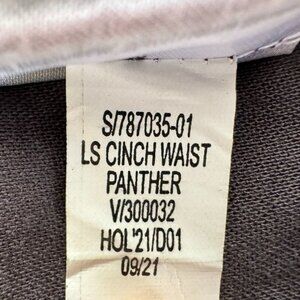 S/787035-01
LS CINCH WAIST
PANTHER
V/300032
HOL'21/D01
09/21